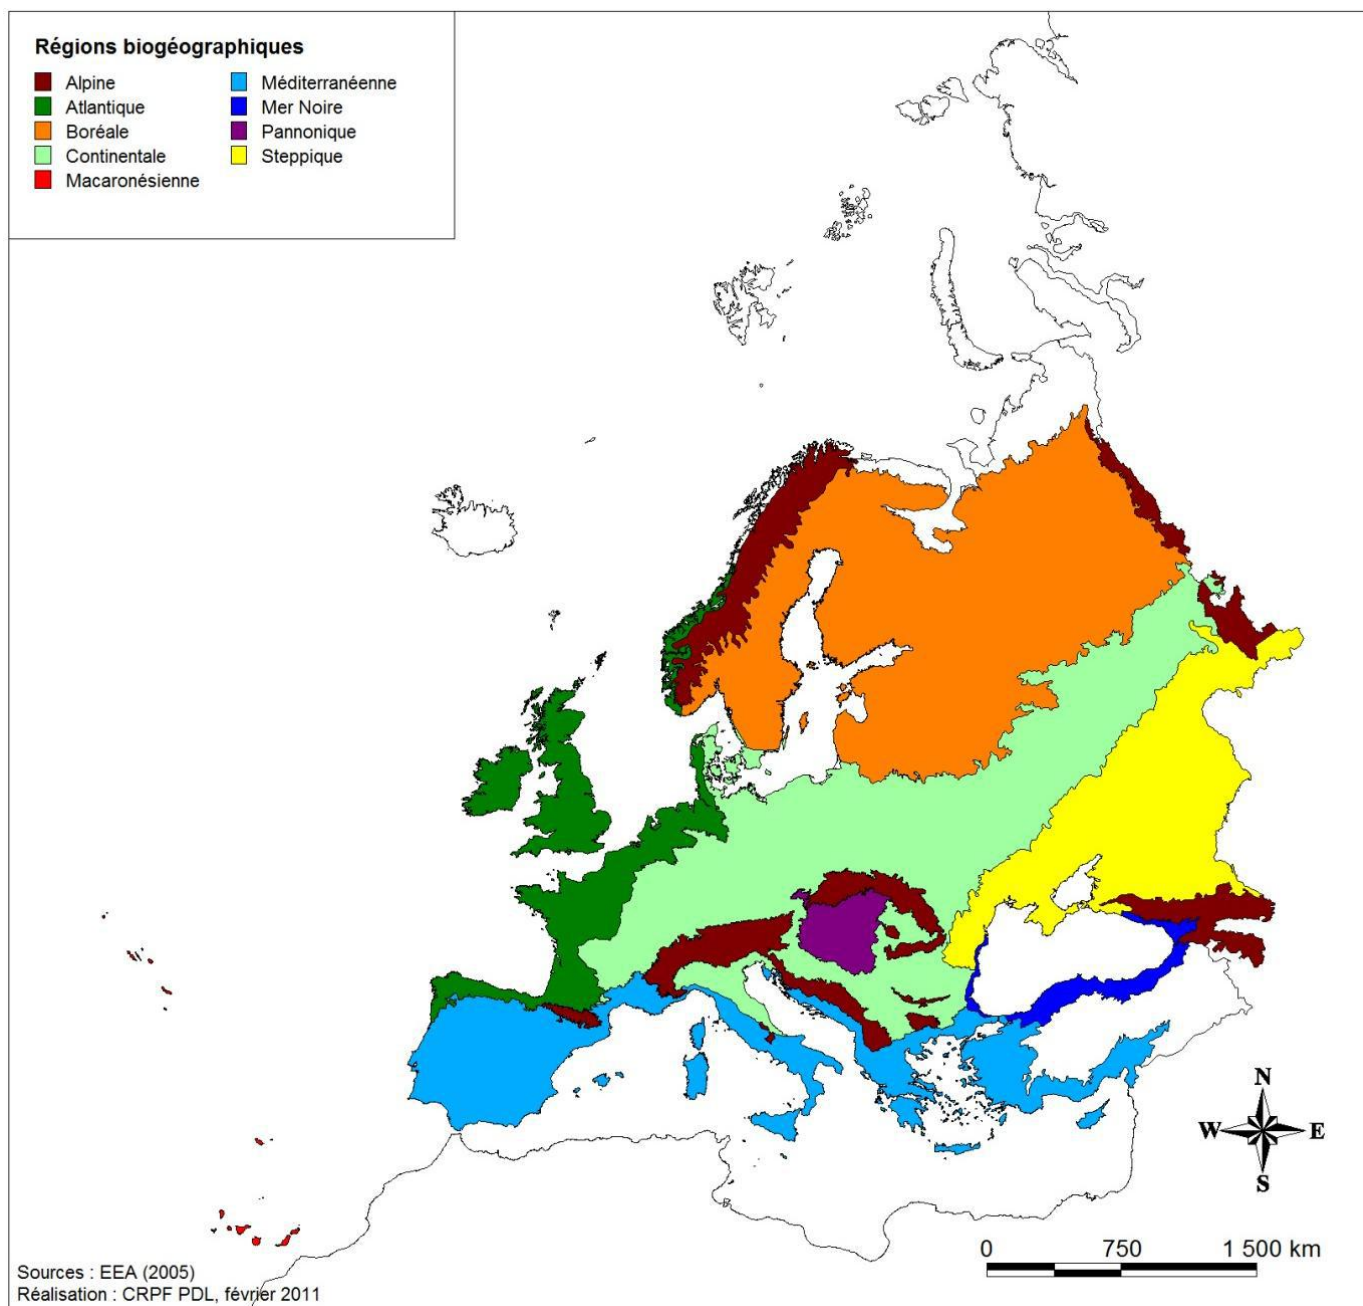 Régions biogéographiques
Alpine
Atlantique
Boréale
Continentale
Macaronésienne
Méditerranéenne
Mer Noire
Pannonique
Steppique
N
W E
S
0 750 1 500 km
Sources : EEA (2005)
Réalisation : CRPF PDL, février 2011